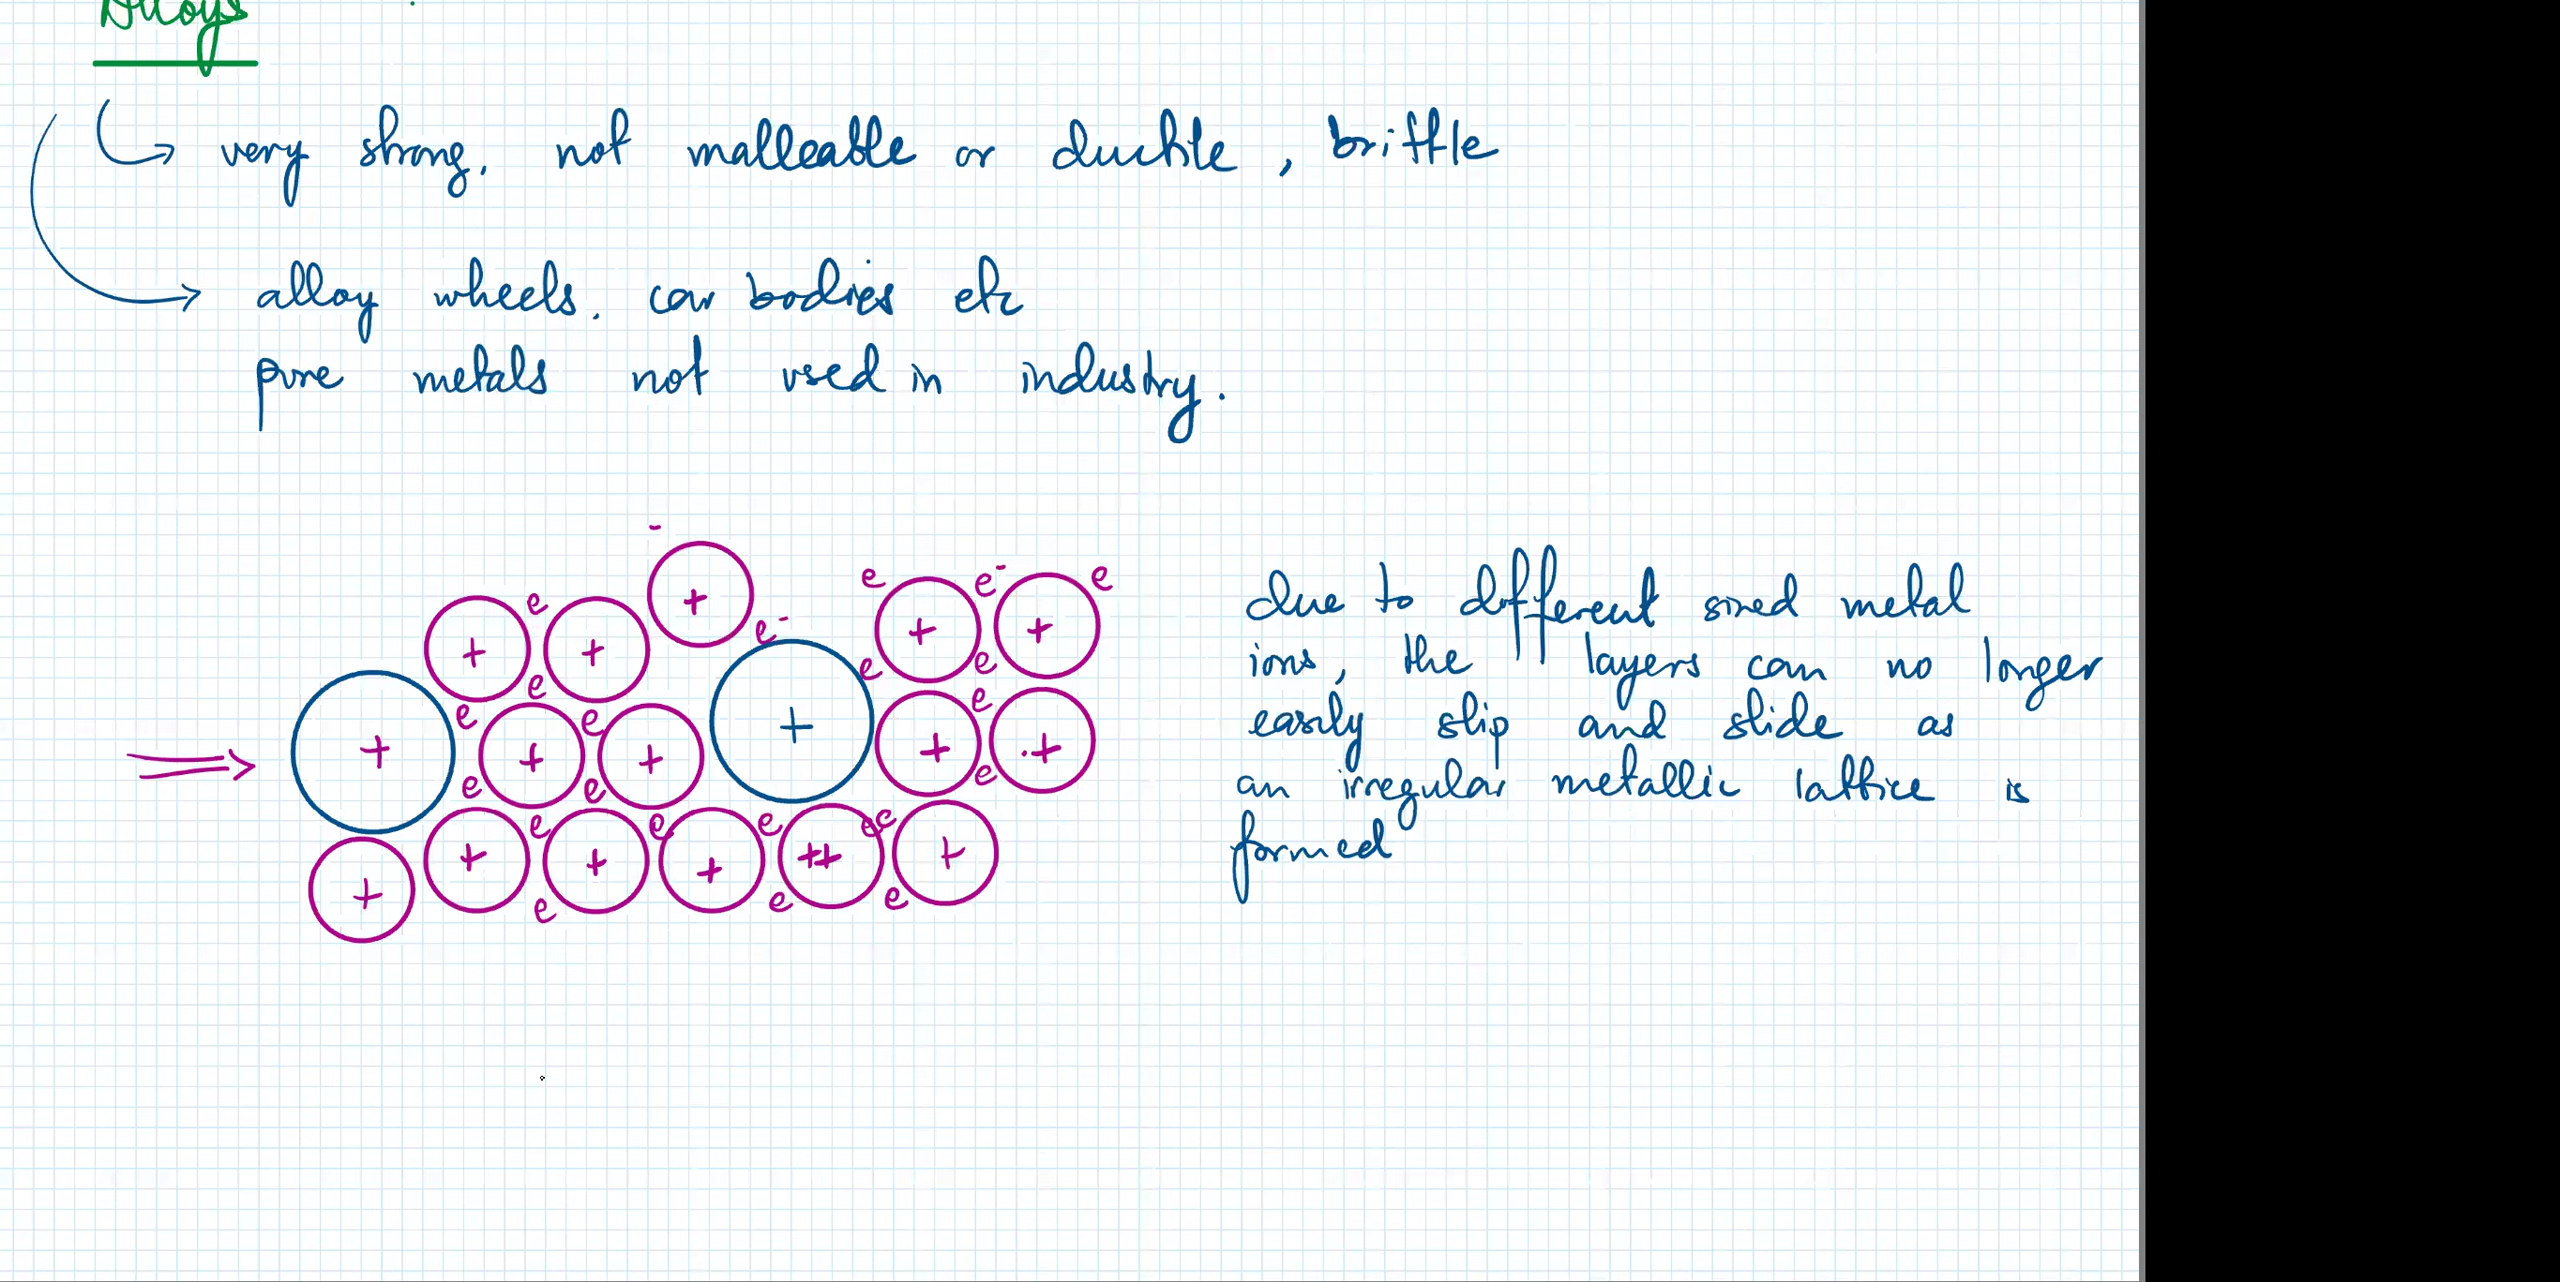 Alloys
very strong, not malleable or ductile, brittle
alloy wheels, car bodies etc
pure metals not used in industry.
-
+
e e- e
e + + e- + +
+ + e e
e e e
+ e + e + + + .+
e e e
e e e ee
+ + + + ++ +
e e e
due to different sized metal
ions, the layers can no longer
easily slip and slide as
an irregular metallic lattice is
formed